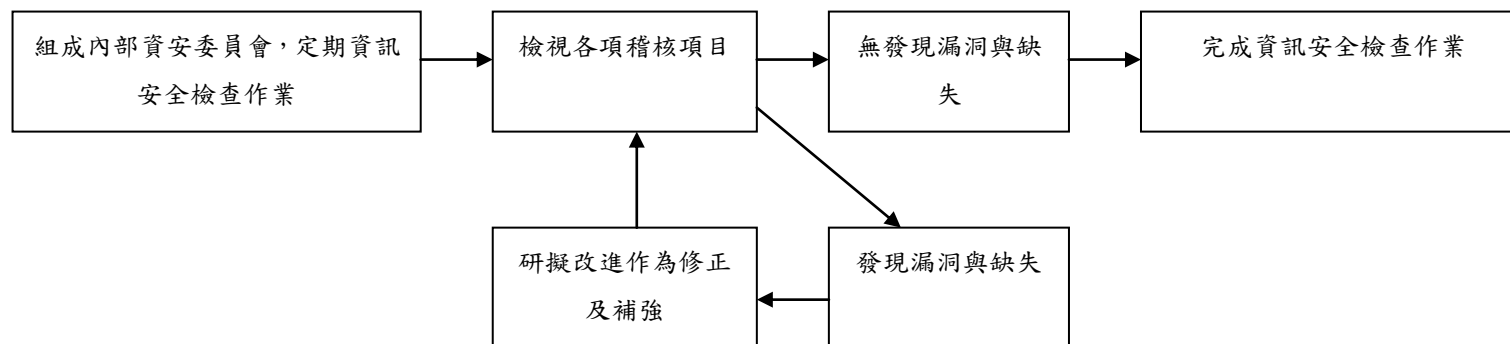 組成內部資安委員會，定期資訊
安全檢查作業
檢視各項稽核項目
無發現漏洞與缺
失
完成資訊安全檢查作業
研擬改進作為修正
及補強
發現漏洞與缺失